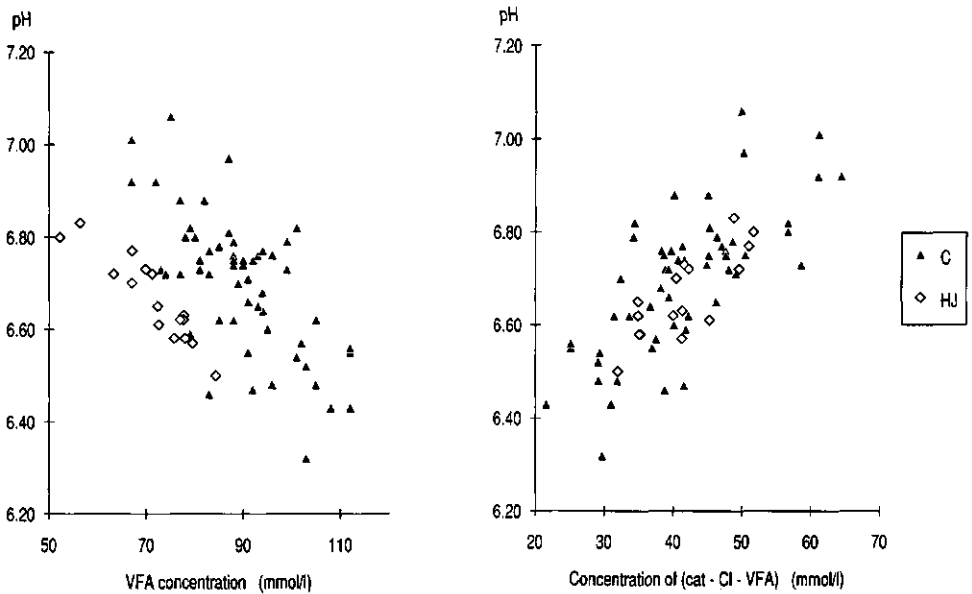 pH
7.20
7.00
6.80
6.60
6.40
6.20
50 70 90 110
VFA concentration (mmol/l)
pH
7.20
7.00
6.80
6.60
6.40
6.20
20 30 40 50 60 70
Concentration of (cat - Cl - VFA) (mmol/l)
C
HJ